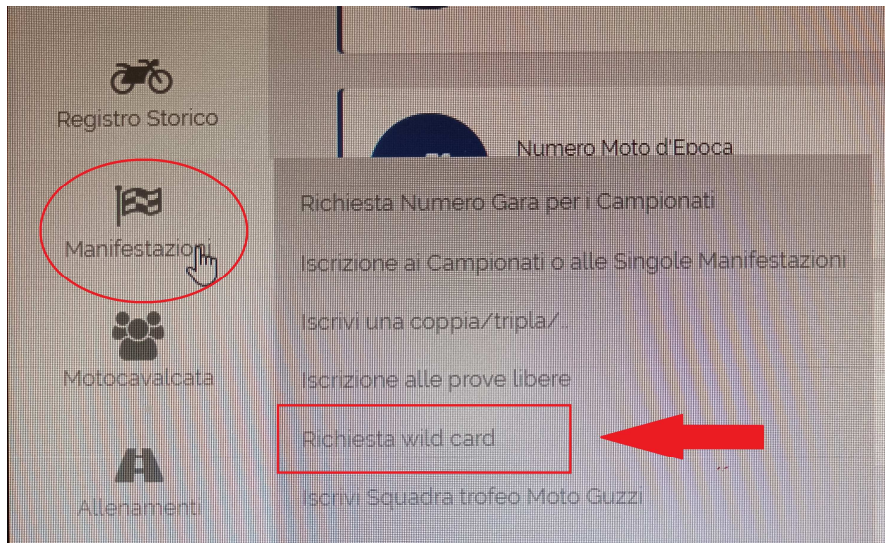 Registro Storico
Numero Moto d'Epoca
Manifestazioni
Richiesta Numero Gara per i Campionati
Iscrizione ai Campionati o alle Singole Manifestazioni
Iscrivi una coppia/tripla/..
Motocavalcata
Iscrizione alle prove libere
Richiesta wild card
Allenamenti
Iscrivi Squadra trofeo Moto Guzzi